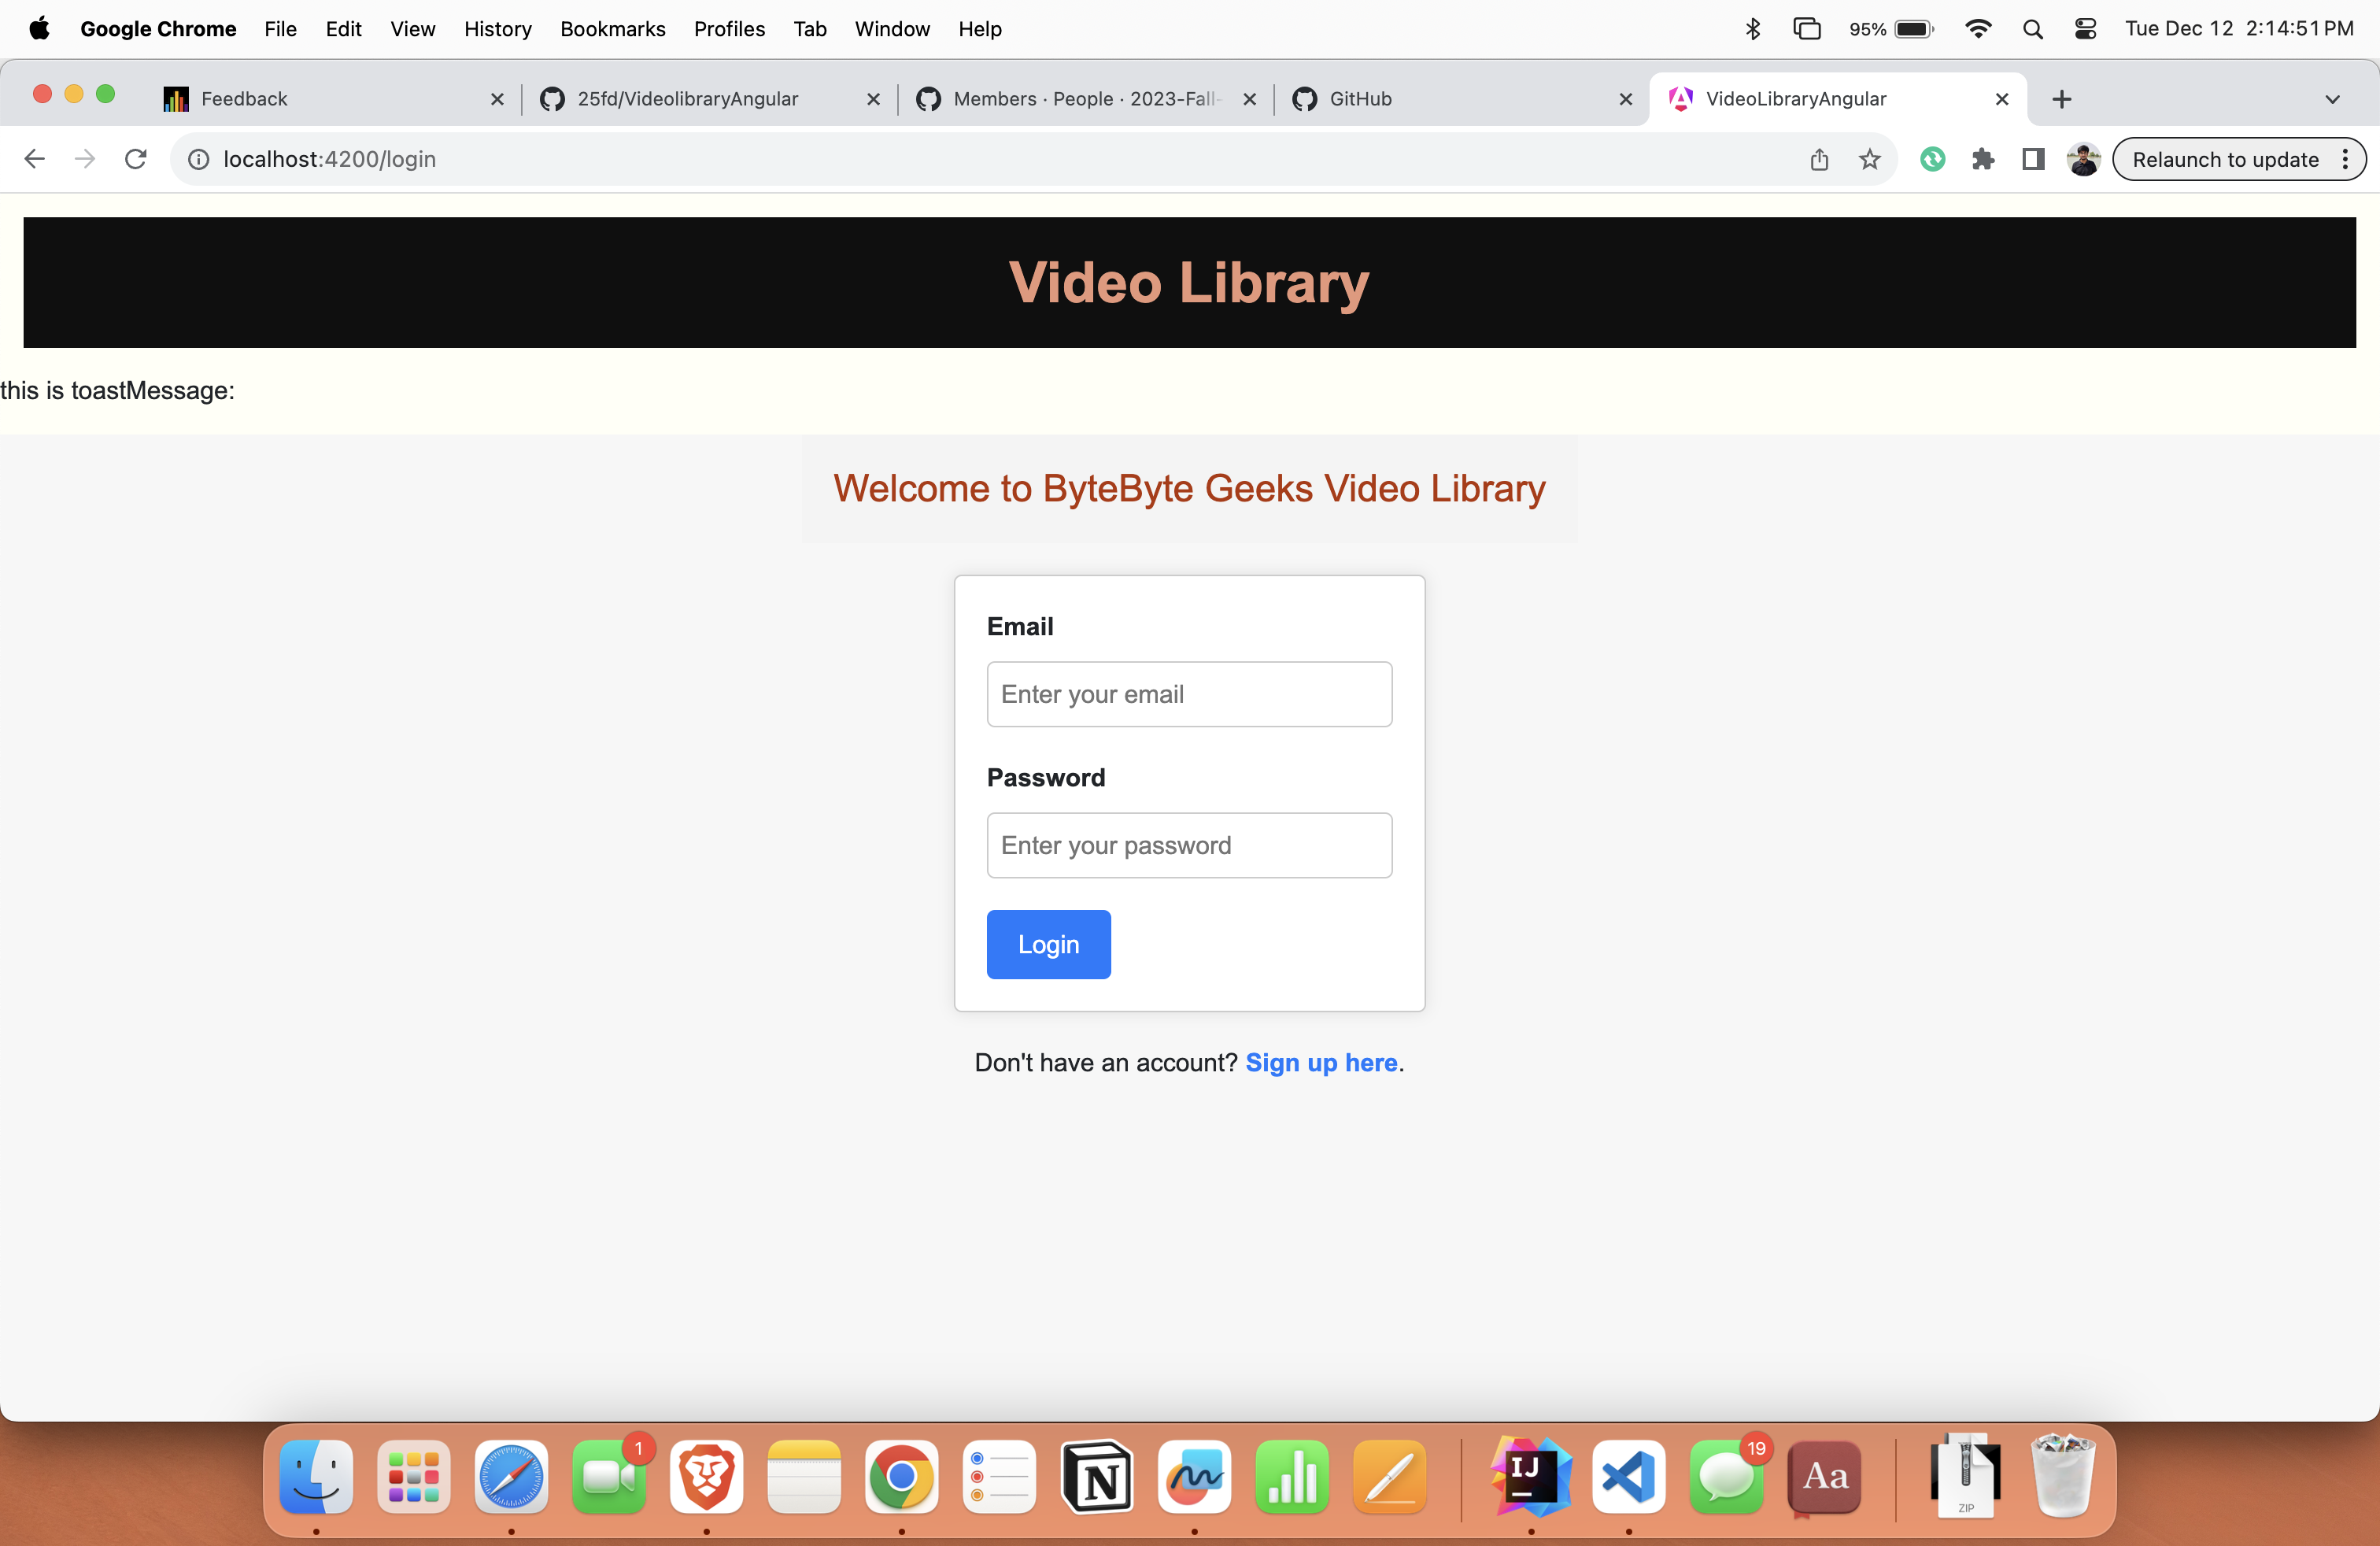 Google Chrome File Edit View History Bookmarks Profiles Tab Window Help 95% Tue Dec 12 2:14:51 PM
Feedback 25fd/VideolibraryAngular Members · People · 2023-Fall- GitHub VideoLibraryAngular
localhost:4200/login Relaunch to update
Video Library
this is toastMessage:
Welcome to ByteByte Geeks Video Library
Email
Enter your email
Password
Enter your password
Login
Don't have an account? Sign up here.
1 19
N IJ Aa
ZIP